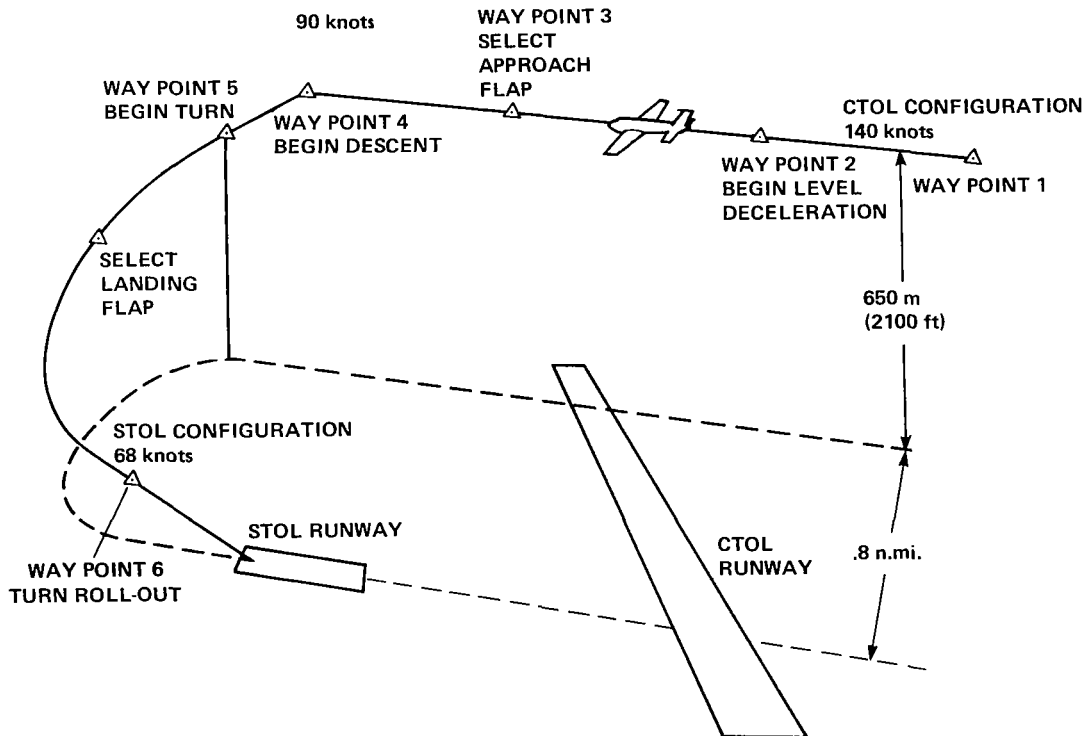 90 knots
WAY POINT 3
SELECT
APPROACH
FLAP
WAY POINT 5
BEGIN TURN
WAY POINT 4
BEGIN DESCENT
CTOL CONFIGURATION
140 knots
WAY POINT 2
BEGIN LEVEL
DECELERATION
WAY POINT 1
SELECT
LANDING
FLAP
650 m
(2100 ft)
STOL CONFIGURATION
68 knots
STOL RUNWAY
WAY POINT 6
TURN ROLL-OUT
CTOL
RUNWAY
.8 n.mi.